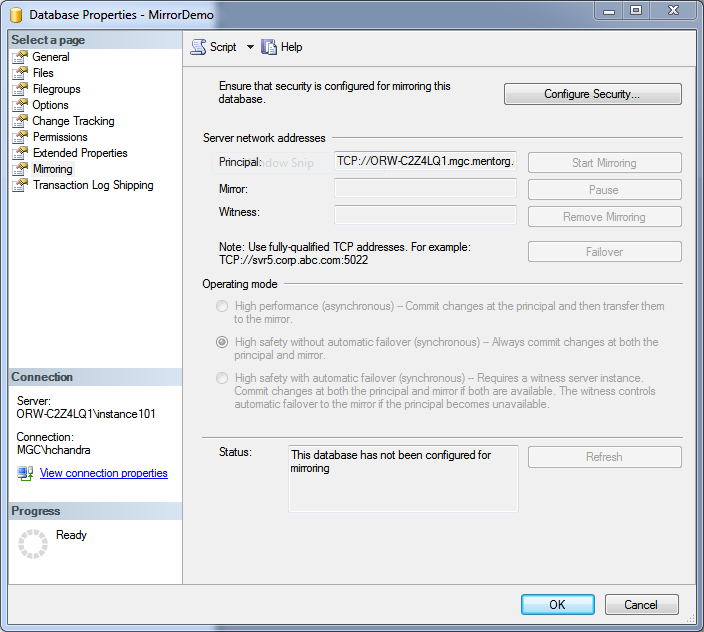 Database Properties - MirrorDemo
Select a page
General
Files
Filegroups
Options
Change Tracking
Permissions
Extended Properties
Mirroring
Transaction Log Shipping
Connection
Server:
ORW-C2Z4LQ1\instance101
Connection:
MGC\hchandra
View connection properties
Progress
Ready
Script
Help
Ensure that security is configured for mirroring this
database.
Configure Security...
Server network addresses
Principal:
Window Snip
TCP://ORW-C2Z4LQ1.mgc.mentorg.
Start Mirroring
Mirror:
Pause
Witness:
Remove Mirroring
Note: Use fully-qualified TCP addresses. For example:
TCP://svr5.corp.abc.com:5022
Failover
Operating mode
High performance (asynchronous) -- Commit changes at the principal and then transfer them
to the mirror.
High safety without automatic failover (synchronous) -- Always commit changes at both the
principal and mirror.
High safety with automatic failover (synchronous) -- Requires a witness server instance.
Commit changes at both the principal and mirror if both are available. The witness controls
automatic failover to the mirror if the principal becomes unavailable.
Status:
This database has not been configured for
mirroring
Refresh
OK
Cancel